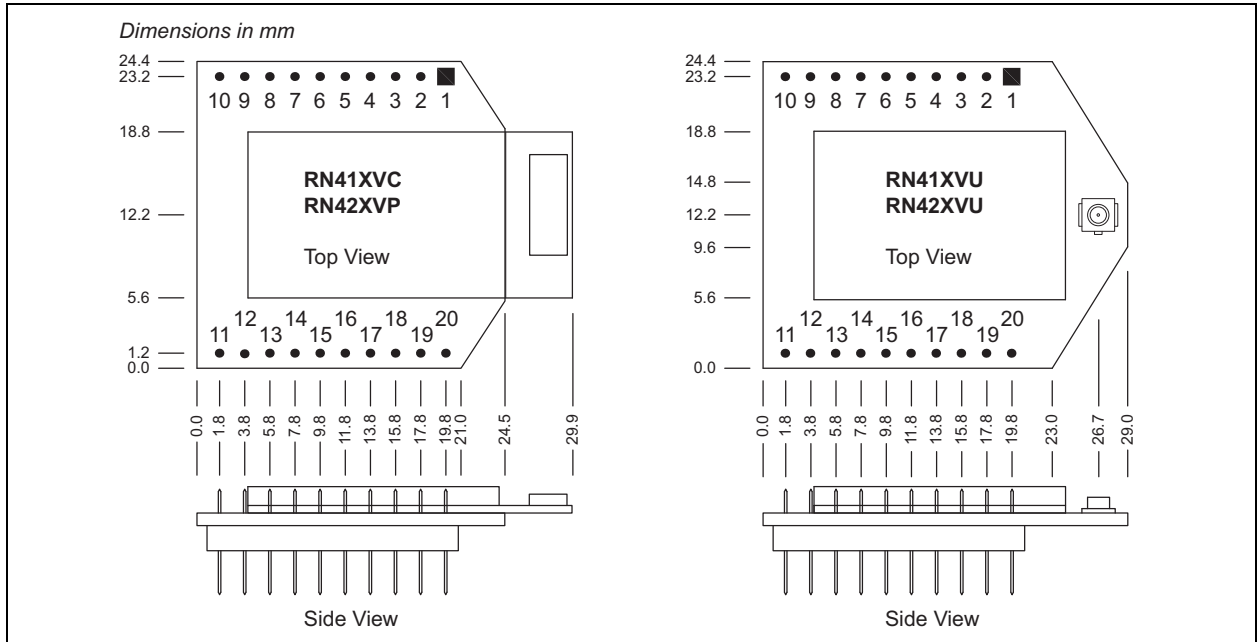 Dimensions in mm
24.4
23.2
18.8
12.2
5.6
1.2
0.0
10 9 8 7 6 5 4 3 2 1
RN41XVC
RN42XVP
Top View
11 12 13 14 15 16 17 18 19 20
0.0 1.8 3.8 5.8 7.8 9.8 11.8 13.8 15.8 17.8 19.8 21.0 24.5 29.9
Side View
24.4
23.2
18.8
14.8
12.2
9.6
5.6
0.0
10 9 8 7 6 5 4 3 2 1
RN41XVU
RN42XVU
Top View
11 12 13 14 15 16 17 18 19 20
0.0 1.8 3.8 5.8 7.8 9.8 11.8 13.8 15.8 17.8 19.8 23.0 26.7 29.0
Side View